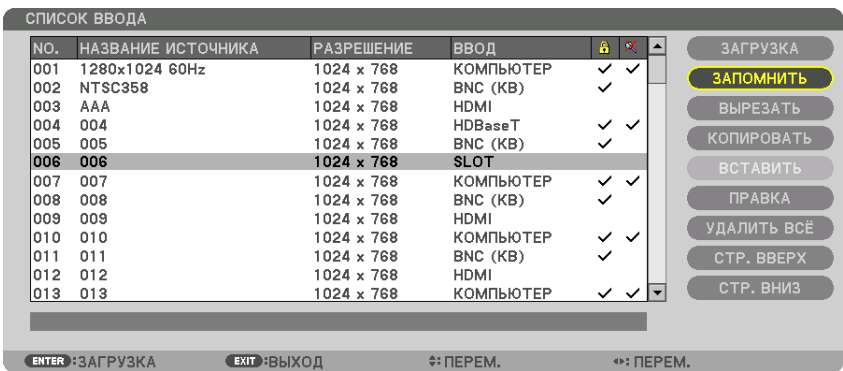 СПИСОК ВВОДА
NO. НАЗВАНИЕ ИСТОЧНИКА РАЗРЕШЕНИЕ ВВОД
001 1280x1024 60Hz 1024 x 768 КОМПЬЮТЕР ✓ ✓
002 NTSC358 1024 x 768 BNC (КВ) ✓
003 AAA 1024 x 768 HDMI
004 004 1024 x 768 HDBaseT ✓ ✓
005 005 1024 x 768 BNC (КВ) ✓
006 006 1024 x 768 SLOT
007 007 1024 x 768 КОМПЬЮТЕР ✓ ✓
008 008 1024 x 768 BNC (КВ) ✓
009 009 1024 x 768 HDMI
010 010 1024 x 768 КОМПЬЮТЕР ✓ ✓
011 011 1024 x 768 BNC (КВ) ✓
012 012 1024 x 768 HDMI
013 013 1024 x 768 КОМПЬЮТЕР ✓ ✓
ЗАГРУЗКА
ЗАПОМНИТЬ
ВЫРЕЗАТЬ
КОПИРОВАТЬ
ВСТАВИТЬ
ПРАВКА
УДАЛИТЬ ВСЁ
СТР. ВВЕРХ
СТР. ВНИЗ
ENTER :ЗАГРУЗКА EXIT :ВЫХОД : ПЕРЕМ. : ПЕРЕМ.